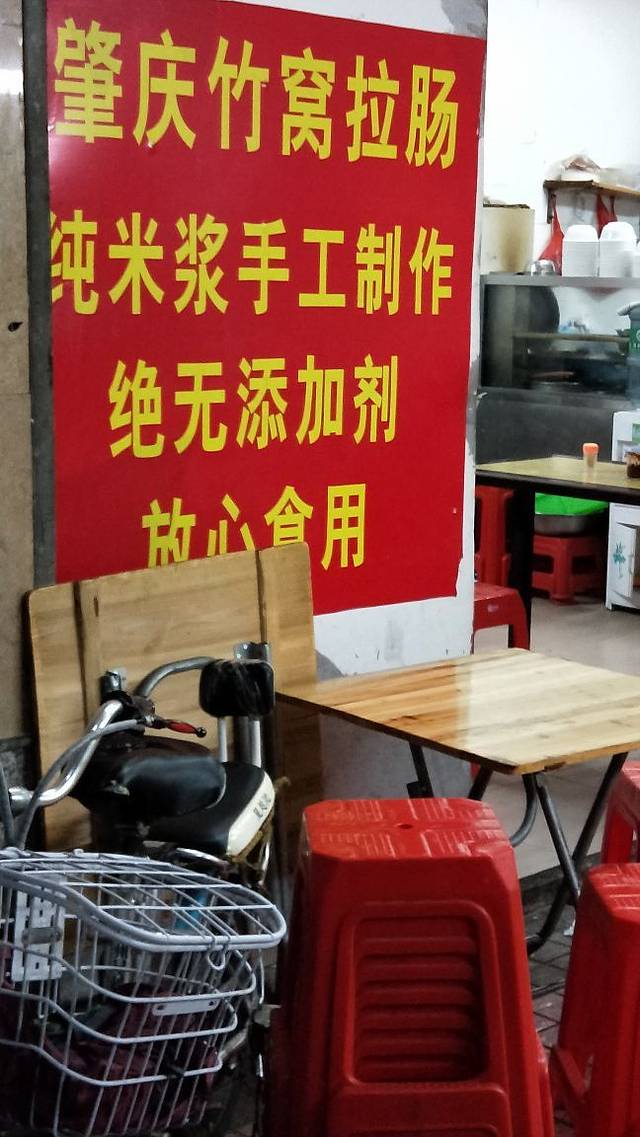 肇庆竹窝拉肠
纯米浆手工制作
绝无添加剂
放心食用